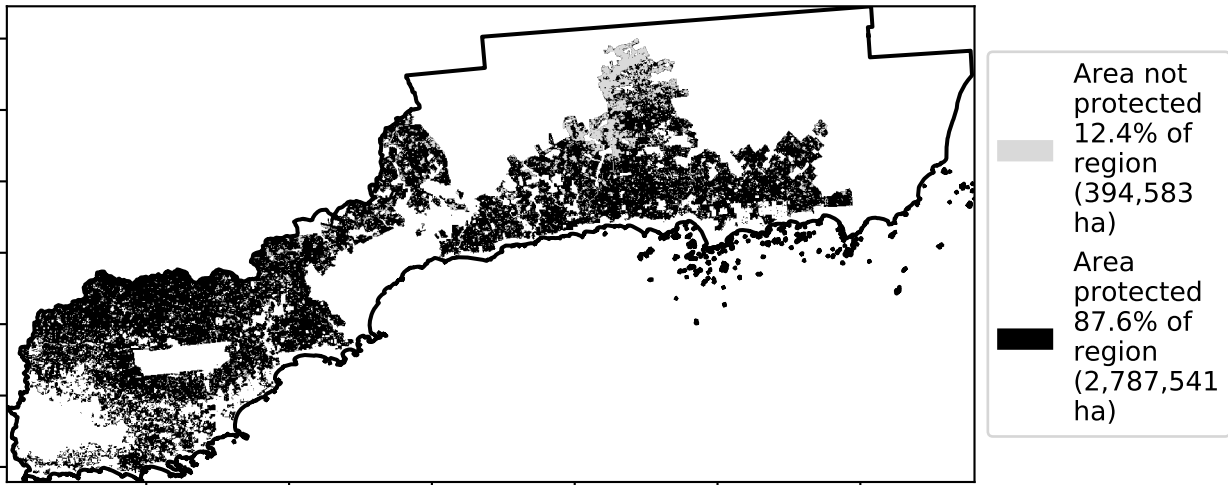 Area not
protected
12.4% of
region
(394,583
ha)
Area
protected
87.6% of
region
(2,787,541
ha)